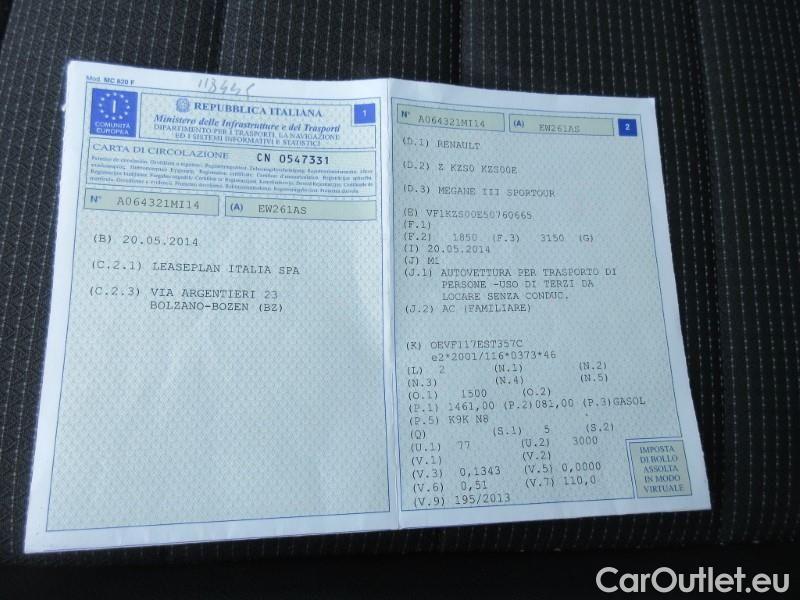 Mod. MC 820 F
I
COMUNITÀ
EUROPEA
REPUBBLICA ITALIANA
1
Ministero delle Infrastrutture e dei Trasporti
DIPARTIMENTO PER I TRASPORTI, LA NAVIGAZIONE
ED I SISTEMI INFORMATIVI E STATISTICI
CARTA DI CIRCOLAZIONE CN 0547331
N° A064321MI14 (A) EW261AS
(B) 20.05.2014
(C.2.1) LEASEPLAN ITALIA SPA
(C.2.3) VIA ARGENTIERI 23
BOLZANO-BOZEN (BZ)
N° A064321MI14 (A) EW261AS 2
(D.1) RENAULT
(D.2) Z KZS0 KZS00E
(D.3) MEGANE III SPORTOUR
(E) VF1KZS00E50760665
(F.1)
(F.2) 1850 (F.3) 3150 (G)
(I) 20.05.2014
(J) M1
(J.1) AUTOVETTURA PER TRASPORTO DI
PERSONE -USO DI TERZI DA
LOCARE SENZA CONDUC.
(J.2) AC (FAMILIARE)
(K) OEVF117EST357C
e2*2001/116*0373*46
(L) 2 (N.1) (N.2)
(N.3) (N.4) (N.5)
(O.1) 1500 (O.2)
(P.1) 1461,00 (P.2)081,00 (P.3)GASOL
(P.5) K9K N8
(Q) (S.1) 5 (S.2)
(U.1) 77 (U.2) 3000
(V.1) (V.2)
(V.3) 0,1343 (V.5) 0,0000
(V.6) 0,51 (V.7) 110,0
(V.9) 195/2013
IMPOSTA
DI BOLLO
ASSOLTA
IN MODO
VIRTUALE
CarOutlet.eu